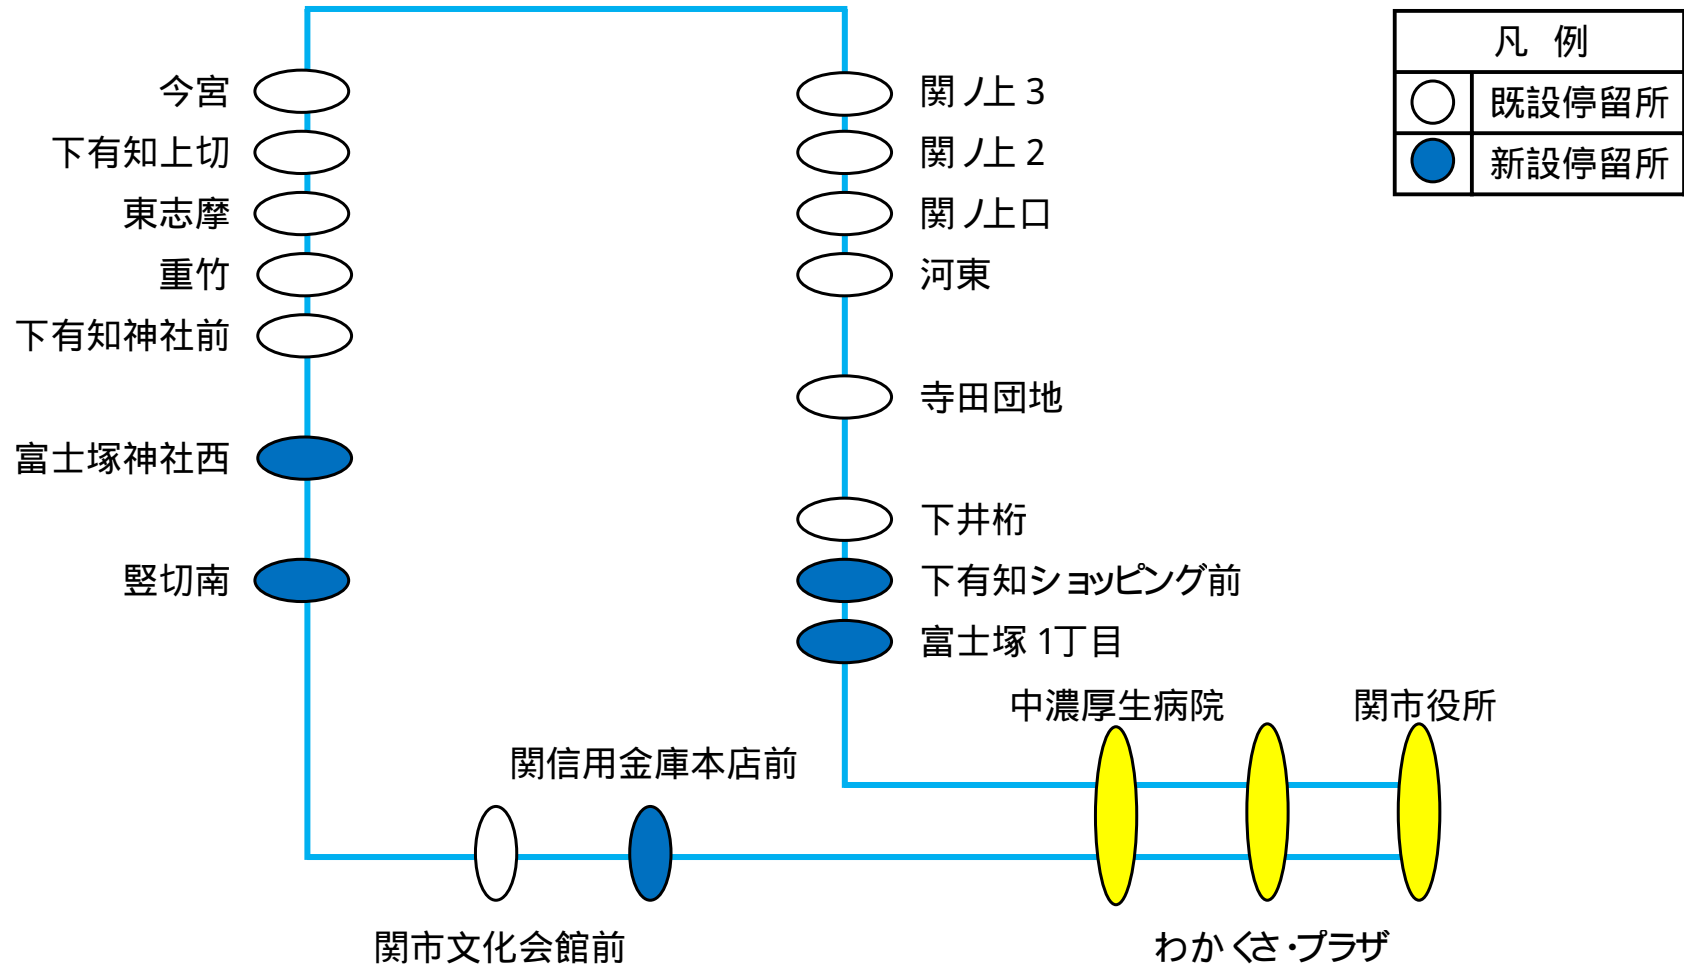 凡 例
既設停留所
新設停留所
今宮
下有知上切
東志摩
重竹
下有知神社前
富士塚神社西
竪切南
関ノ上3
関ノ上2
関ノ上口
河東
寺田団地
下井桁
下有知ショッピング前
富士塚1丁目
中濃厚生病院
関市役所
関信用金庫本店前
関市文化会館前
わかくさ・プラザ